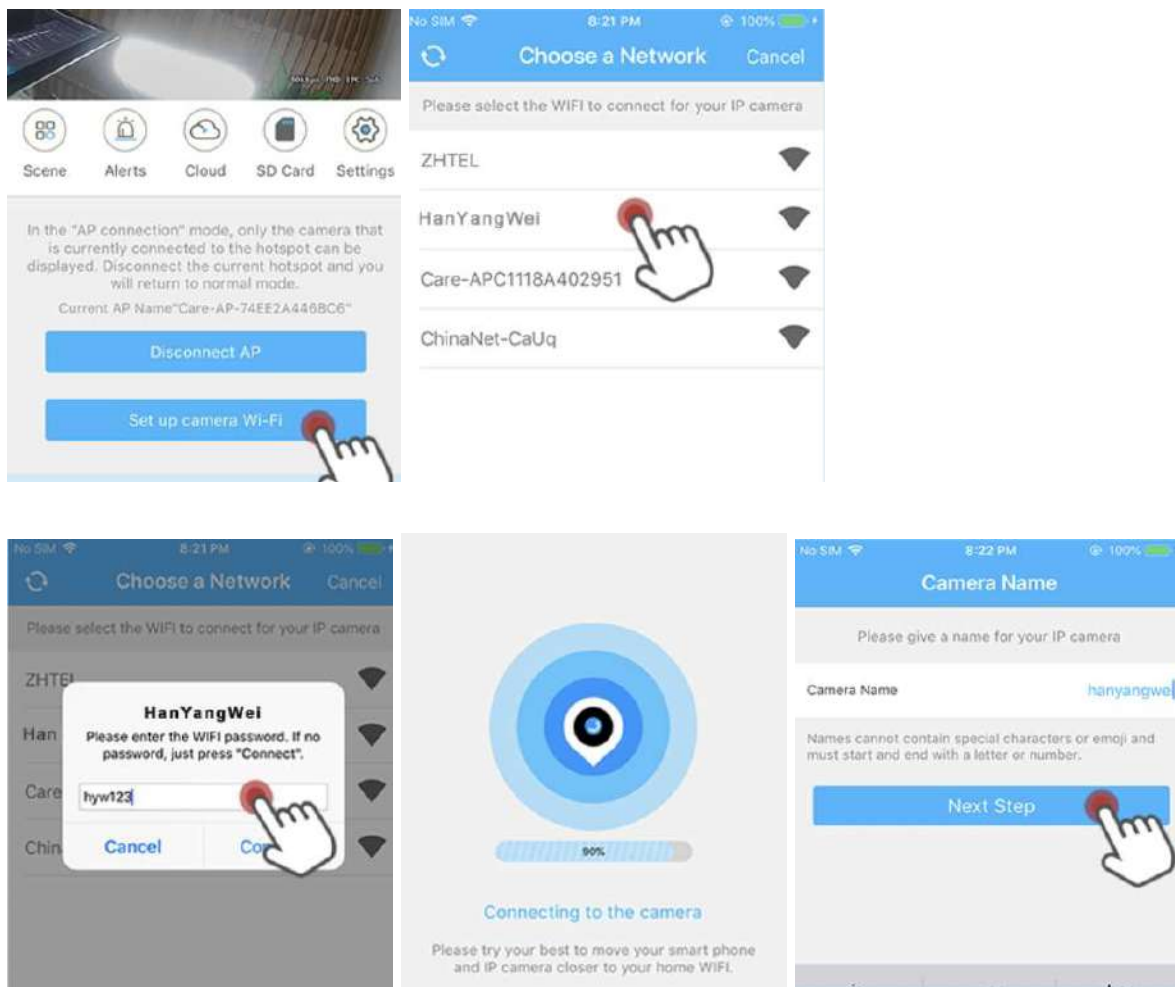 Scene Alerts Cloud SD Card Settings
In the "AP connection" mode, only the camera that
is currently connected to the hotspot can be
displayed. Disconnect the current hotspot and you
will return to normal mode.
Current AP Name"Care-AP-74EE2A446BC6"
Disconnect AP
Set up camera Wi-Fi
No SIM 8:21 PM 100%
Choose a Network Cancel
Please select the WIFI to connect for your IP camera
ZHTEL
HanYangWei
Care-APC1118A402951
ChinaNet-CaUq
No SIM 8:21 PM 100%
Choose a Network Cancel
Please select the WIFI to connect for your IP camera
ZHTEL
Han
Care
Chin
HanYangWei
Please enter the WIFI password. If no
password, just press "Connect".
hyw123
Cancel Co
90%
Connecting to the camera
Please try your best to move your smart phone
and IP camera closer to your home WIFI.
No SIM 8:22 PM 100%
Camera Name
Please give a name for your IP camera
Camera Name hanyangwei
Names cannot contain special characters or emoji and
must start and end with a letter or number.
Next Step